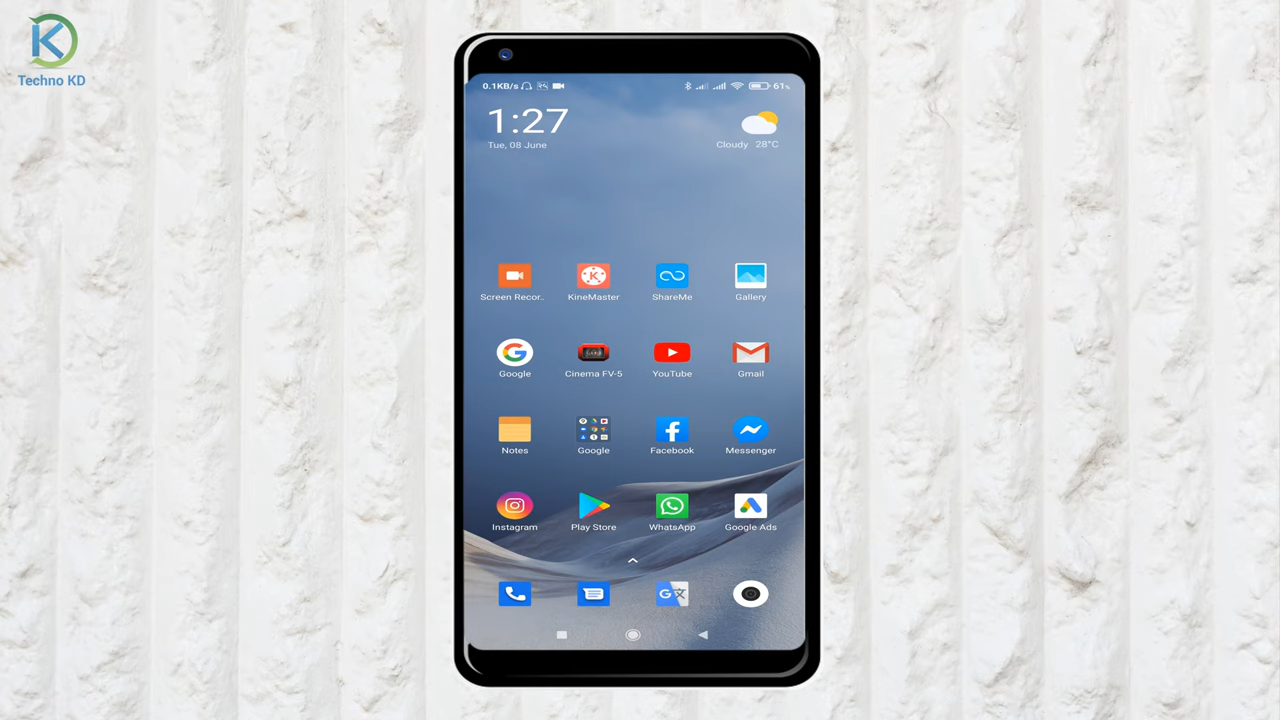 Techno KD
0.1KB/s 61%
1:27
Tue, 08 June
Cloudy 28°C
Screen Recor.. KineMaster ShareMe Gallery
Google Cinema FV-5 YouTube Gmail
Notes Google Facebook Messenger
Instagram Play Store WhatsApp Google Ads